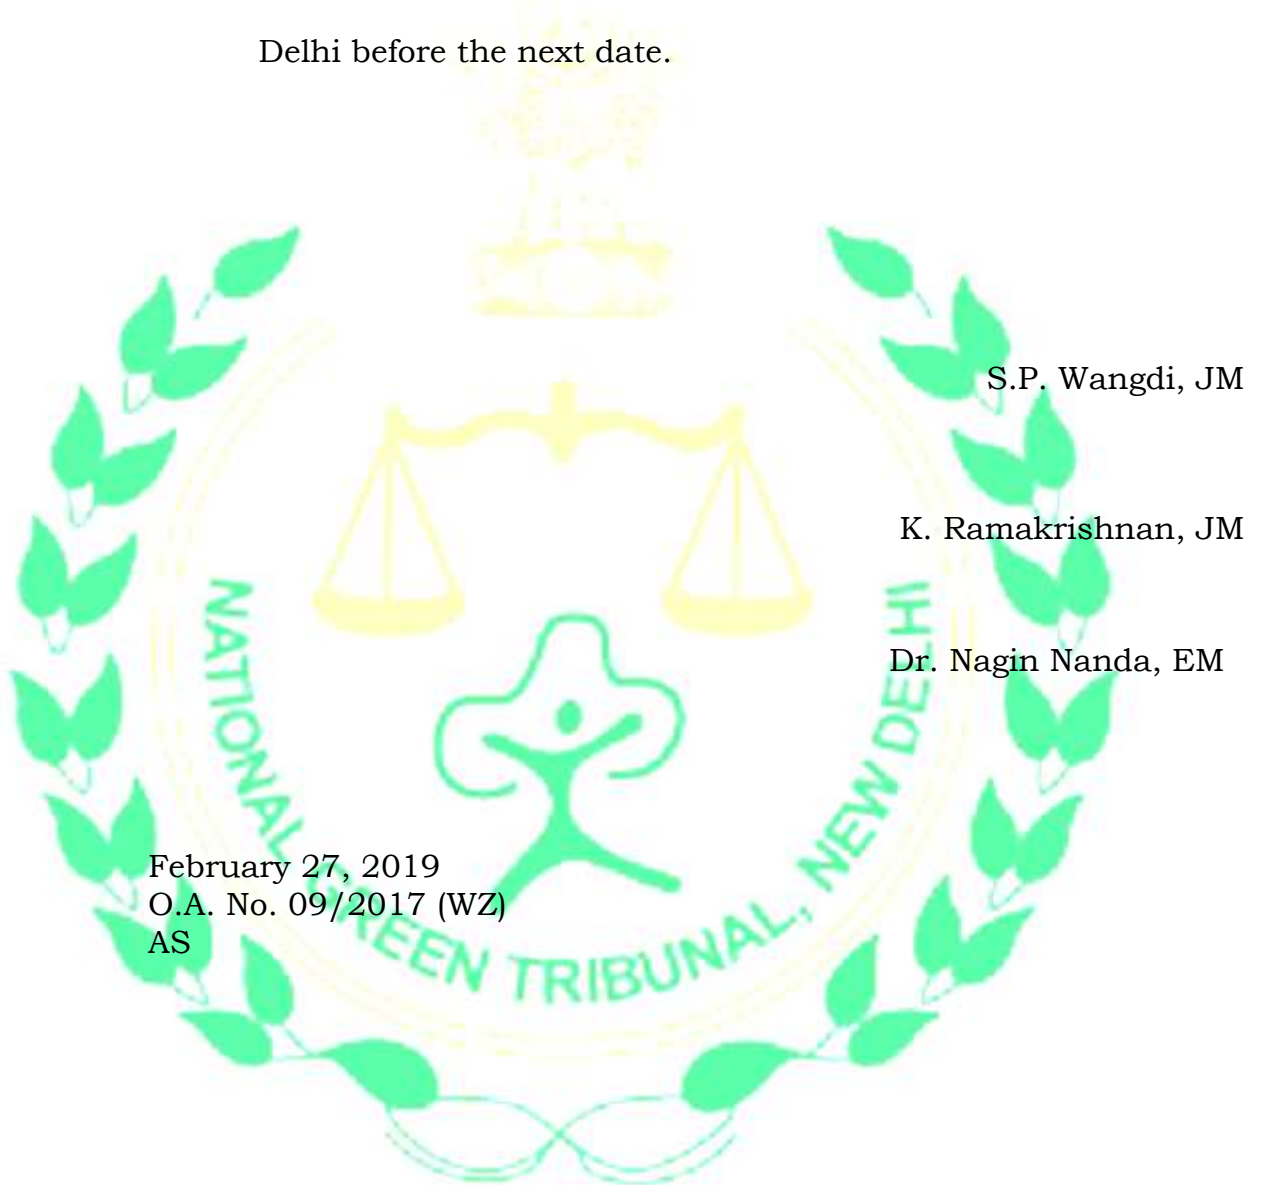 Delhi before the next date.
S.P. Wangdi, JM
K. Ramakrishnan, JM
Dr. Nagin Nanda, EM
February 27, 2019
O.A. No. 09/2017 (WZ)
AS
NATIONAL GREEN TRIBUNAL, NEW DELHI